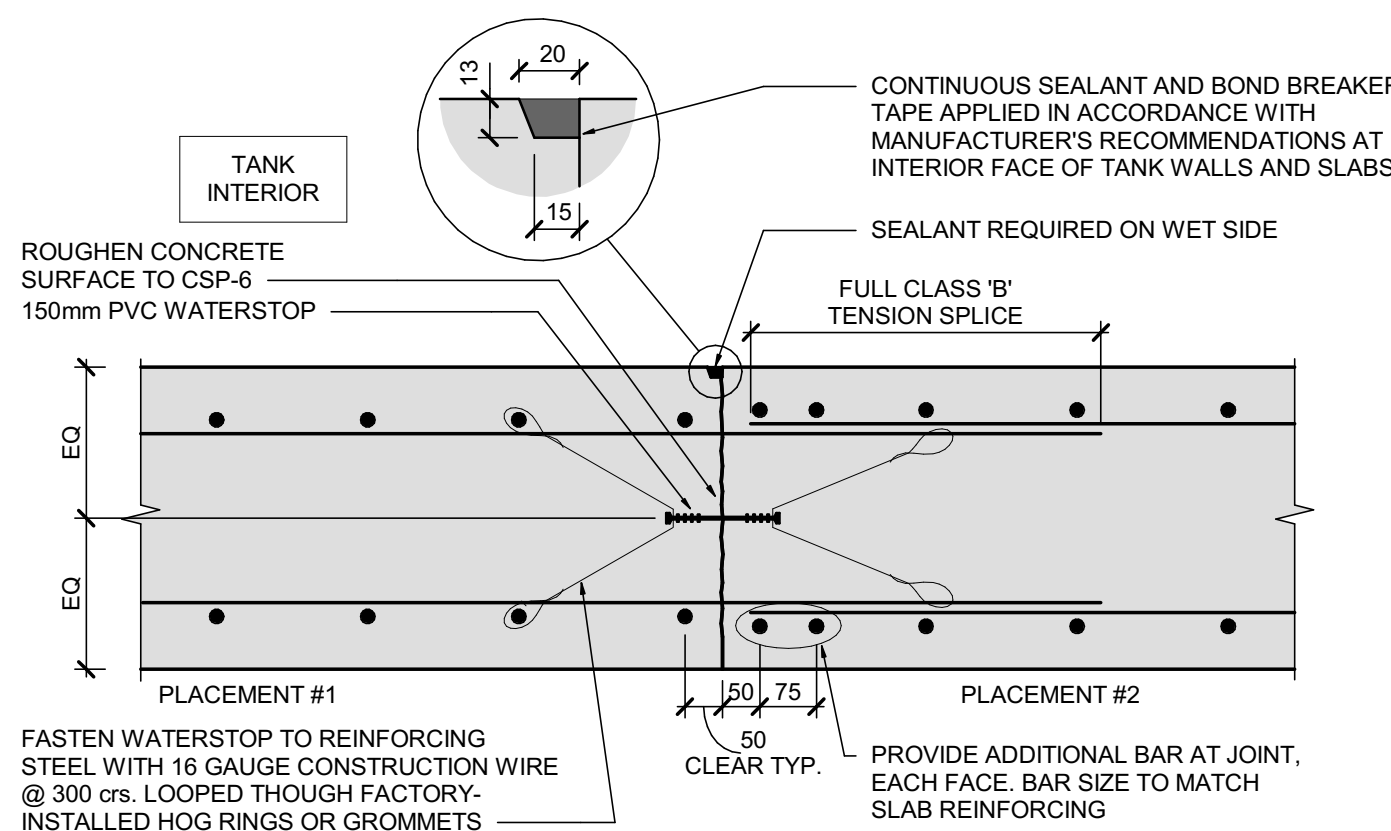 20
13
15
CONTINUOUS SEALANT AND BOND BREAKER
TAPE APPLIED IN ACCORDANCE WITH
MANUFACTURER'S RECOMMENDATIONS AT
INTERIOR FACE OF TANK WALLS AND SLABS
TANK
INTERIOR
SEALANT REQUIRED ON WET SIDE
ROUGHEN CONCRETE
SURFACE TO CSP-6
150mm PVC WATERSTOP
FULL CLASS 'B'
TENSION SPLICE
EQ
EQ
PLACEMENT #1
50
75
PLACEMENT #2
50
CLEAR TYP.
FASTEN WATERSTOP TO REINFORCING
STEEL WITH 16 GAUGE CONSTRUCTION WIRE
@ 300 crs. LOOPED THOUGH FACTORY-
INSTALLED HOG RINGS OR GROMMETS
PROVIDE ADDITIONAL BAR AT JOINT,
EACH FACE. BAR SIZE TO MATCH
SLAB REINFORCING